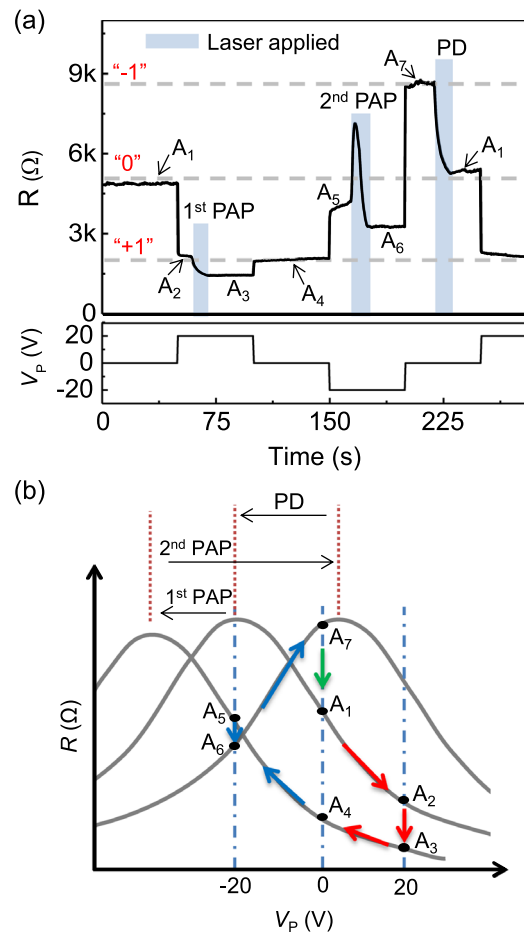 (a)
Laser applied
PD
"-1"
9k
A₇
2ⁿᵈ PAP
"0"
A₁
6k
R (Ω)
A₅
A₁
1ˢᵗ PAP
"+1"
3k
A₂
A₃
A₄
A₆
0
20
0
-20
Vₚ (V)
0 75 150 225
Time (s)
(b)
PD
2ⁿᵈ PAP
1ˢᵗ PAP
A₇
A₅
A₁
A₆
A₂
A₄
A₃
R (Ω)
-20 0 20
Vₚ (V)